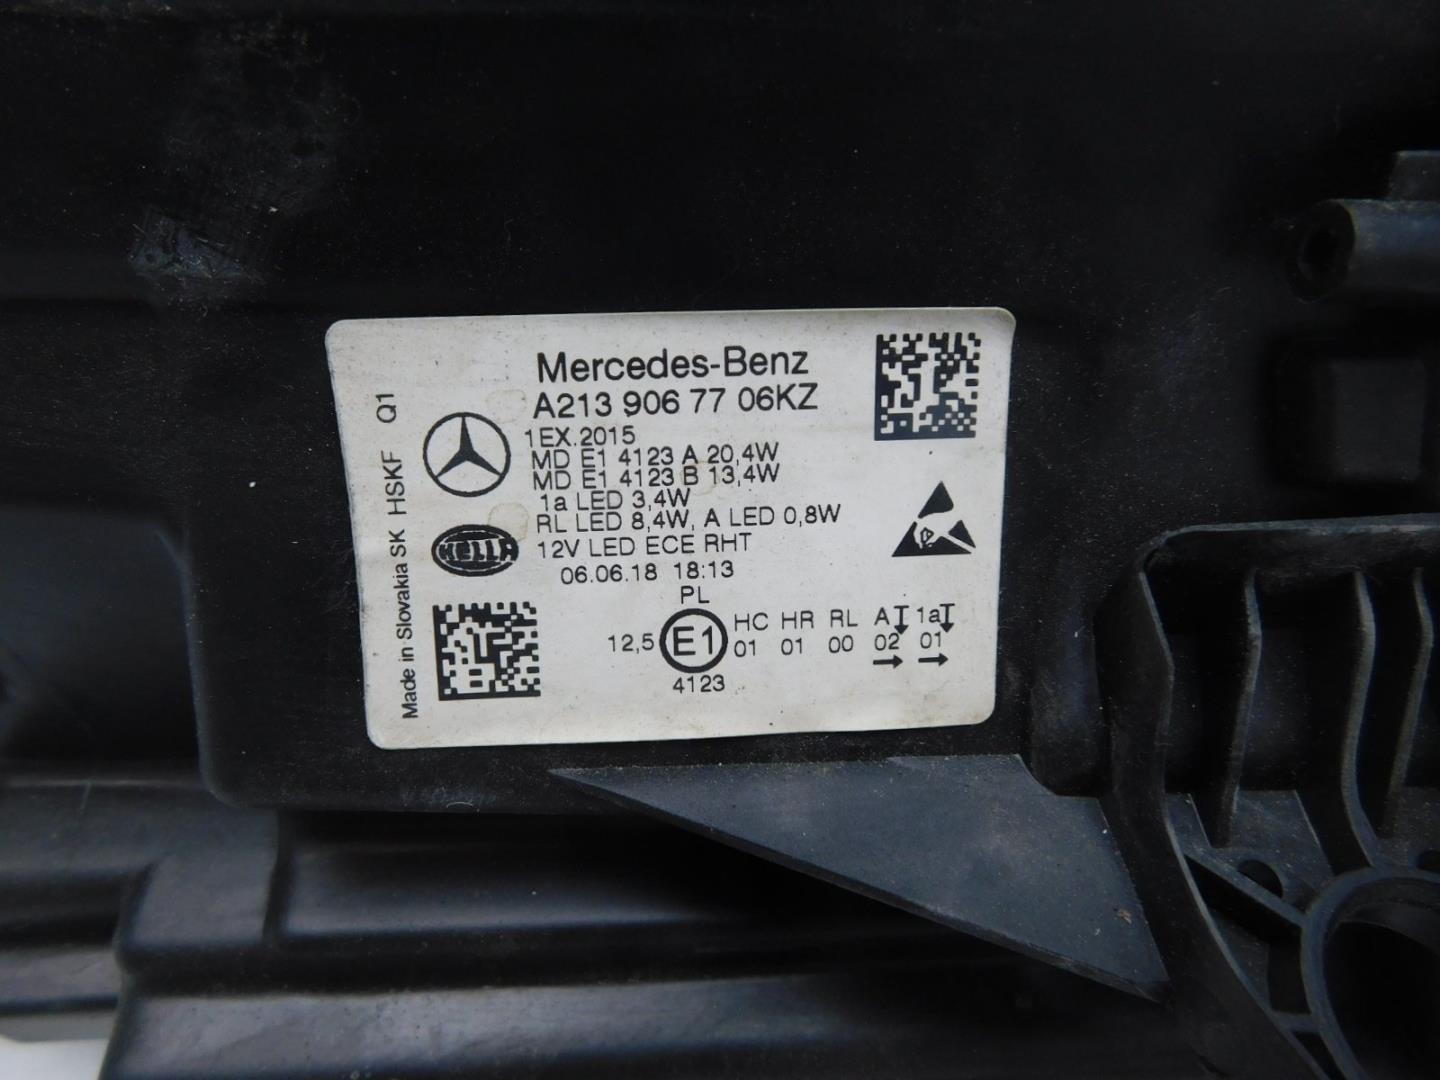 Mercedes-Benz
A213 906 77 06KZ
1EX.2015
MD E1 4123 A 20,4W
MD E1 4123 B 13,4W
1a LED 3,4W
RL LED 8,4W, A LED 0,8W
12V LED ECE RHT
06.06.18 18:13
PL
12,5 E1 HC HR RL A 1a
01 01 00 02 01
4123
HELLA
Made in Slovakia SK HSKF Q1